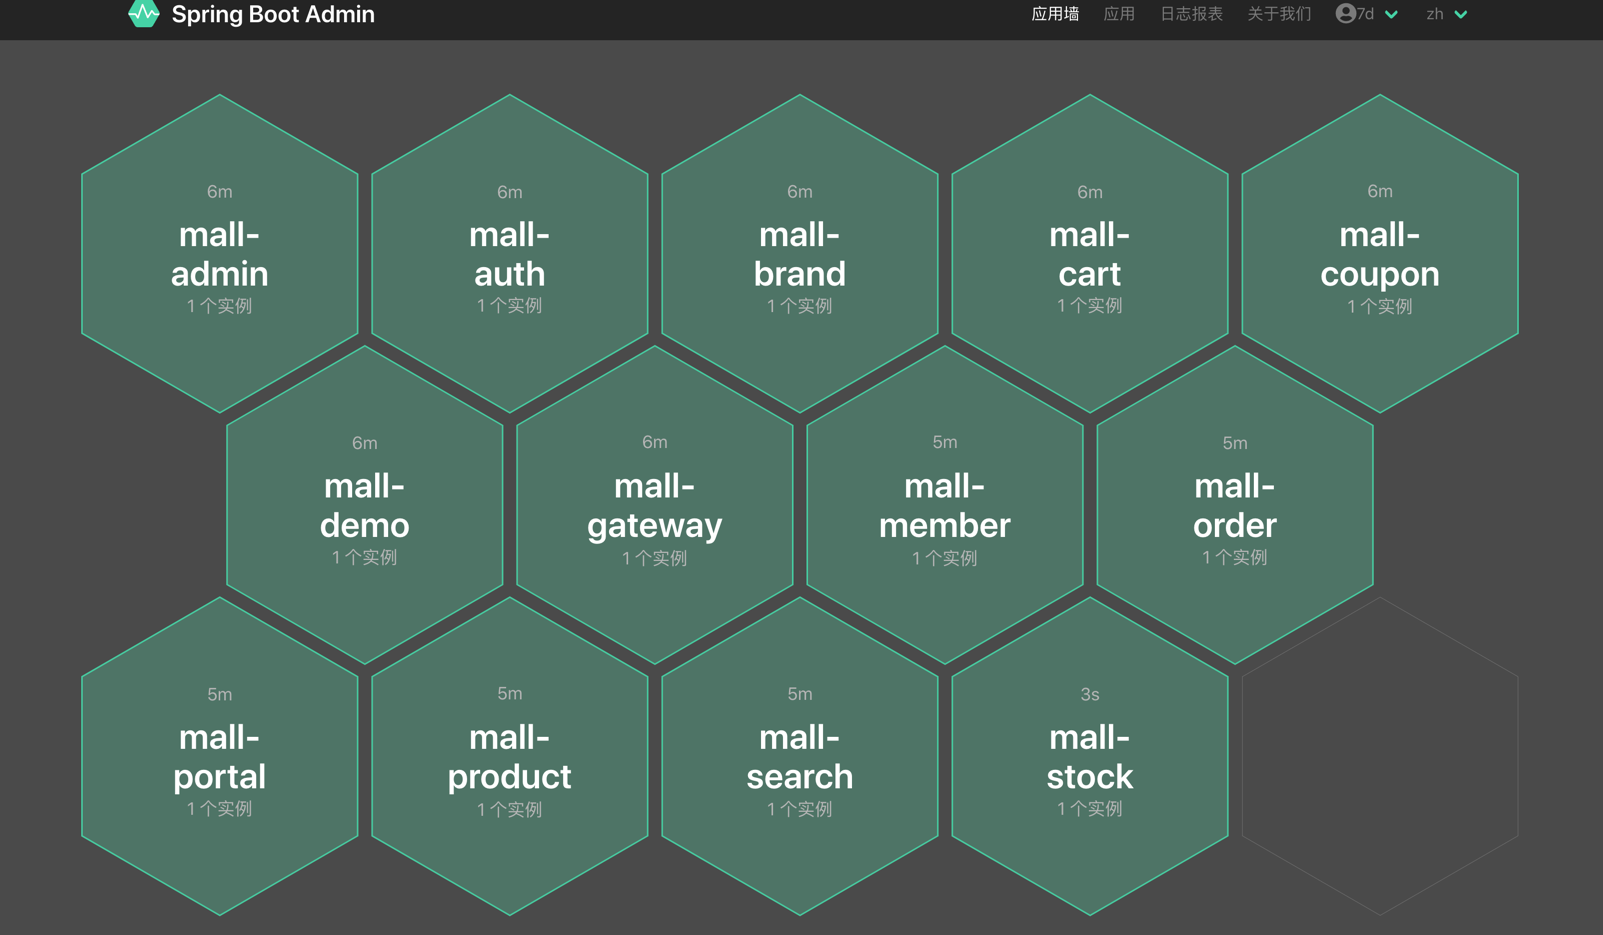 Spring Boot Admin
应用墙 应用 日志报表 关于我们 7d zh
6m
mall-
admin
1 个实例
6m
mall-
auth
1 个实例
6m
mall-
brand
1 个实例
6m
mall-
cart
1 个实例
6m
mall-
coupon
1 个实例
6m
mall-
demo
1 个实例
6m
mall-
gateway
1 个实例
5m
mall-
member
1 个实例
5m
mall-
order
1 个实例
5m
mall-
portal
1 个实例
5m
mall-
product
1 个实例
5m
mall-
search
1 个实例
3s
mall-
stock
1 个实例